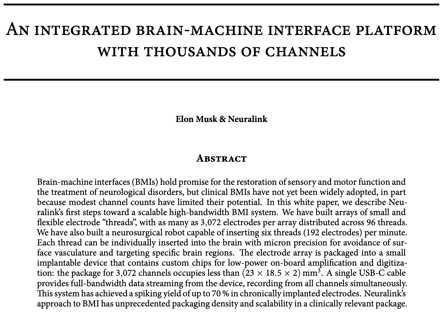 An integrated brain-machine interface platform
with thousands of channels
Elon Musk & Neuralink
Abstract
Brain-machine interfaces (BMIs) hold promise for the restoration of sensory and motor function and
the treatment of neurological disorders, but clinical BMIs have not yet been widely adopted, in part
because modest channel counts have limited their potential. In this white paper, we describe Neu-
ralink’s first steps toward a scalable high-bandwidth BMI system. We have built arrays of small and
flexible electrode “threads”, with as many as 3,072 electrodes per array distributed across 96 threads.
We have also built a neurosurgical robot capable of inserting six threads (192 electrodes) per minute.
Each thread can be individually inserted into the brain with micron precision for avoidance of sur-
face vasculature and targeting specific brain regions. The electrode array is packaged into a small
implantable device that contains custom chips for low-power on-board amplification and digitiza-
tion: the package for 3,072 channels occupies less than (23 × 18.5 × 2) mm³. A single USB-C cable
provides full-bandwidth data streaming from the device, recording from all channels simultaneously.
This system has achieved a spiking yield of up to 70 % in chronically implanted electrodes. Neuralink’s
approach to BMI has unprecedented packaging density and scalability in a clinically relevant package.